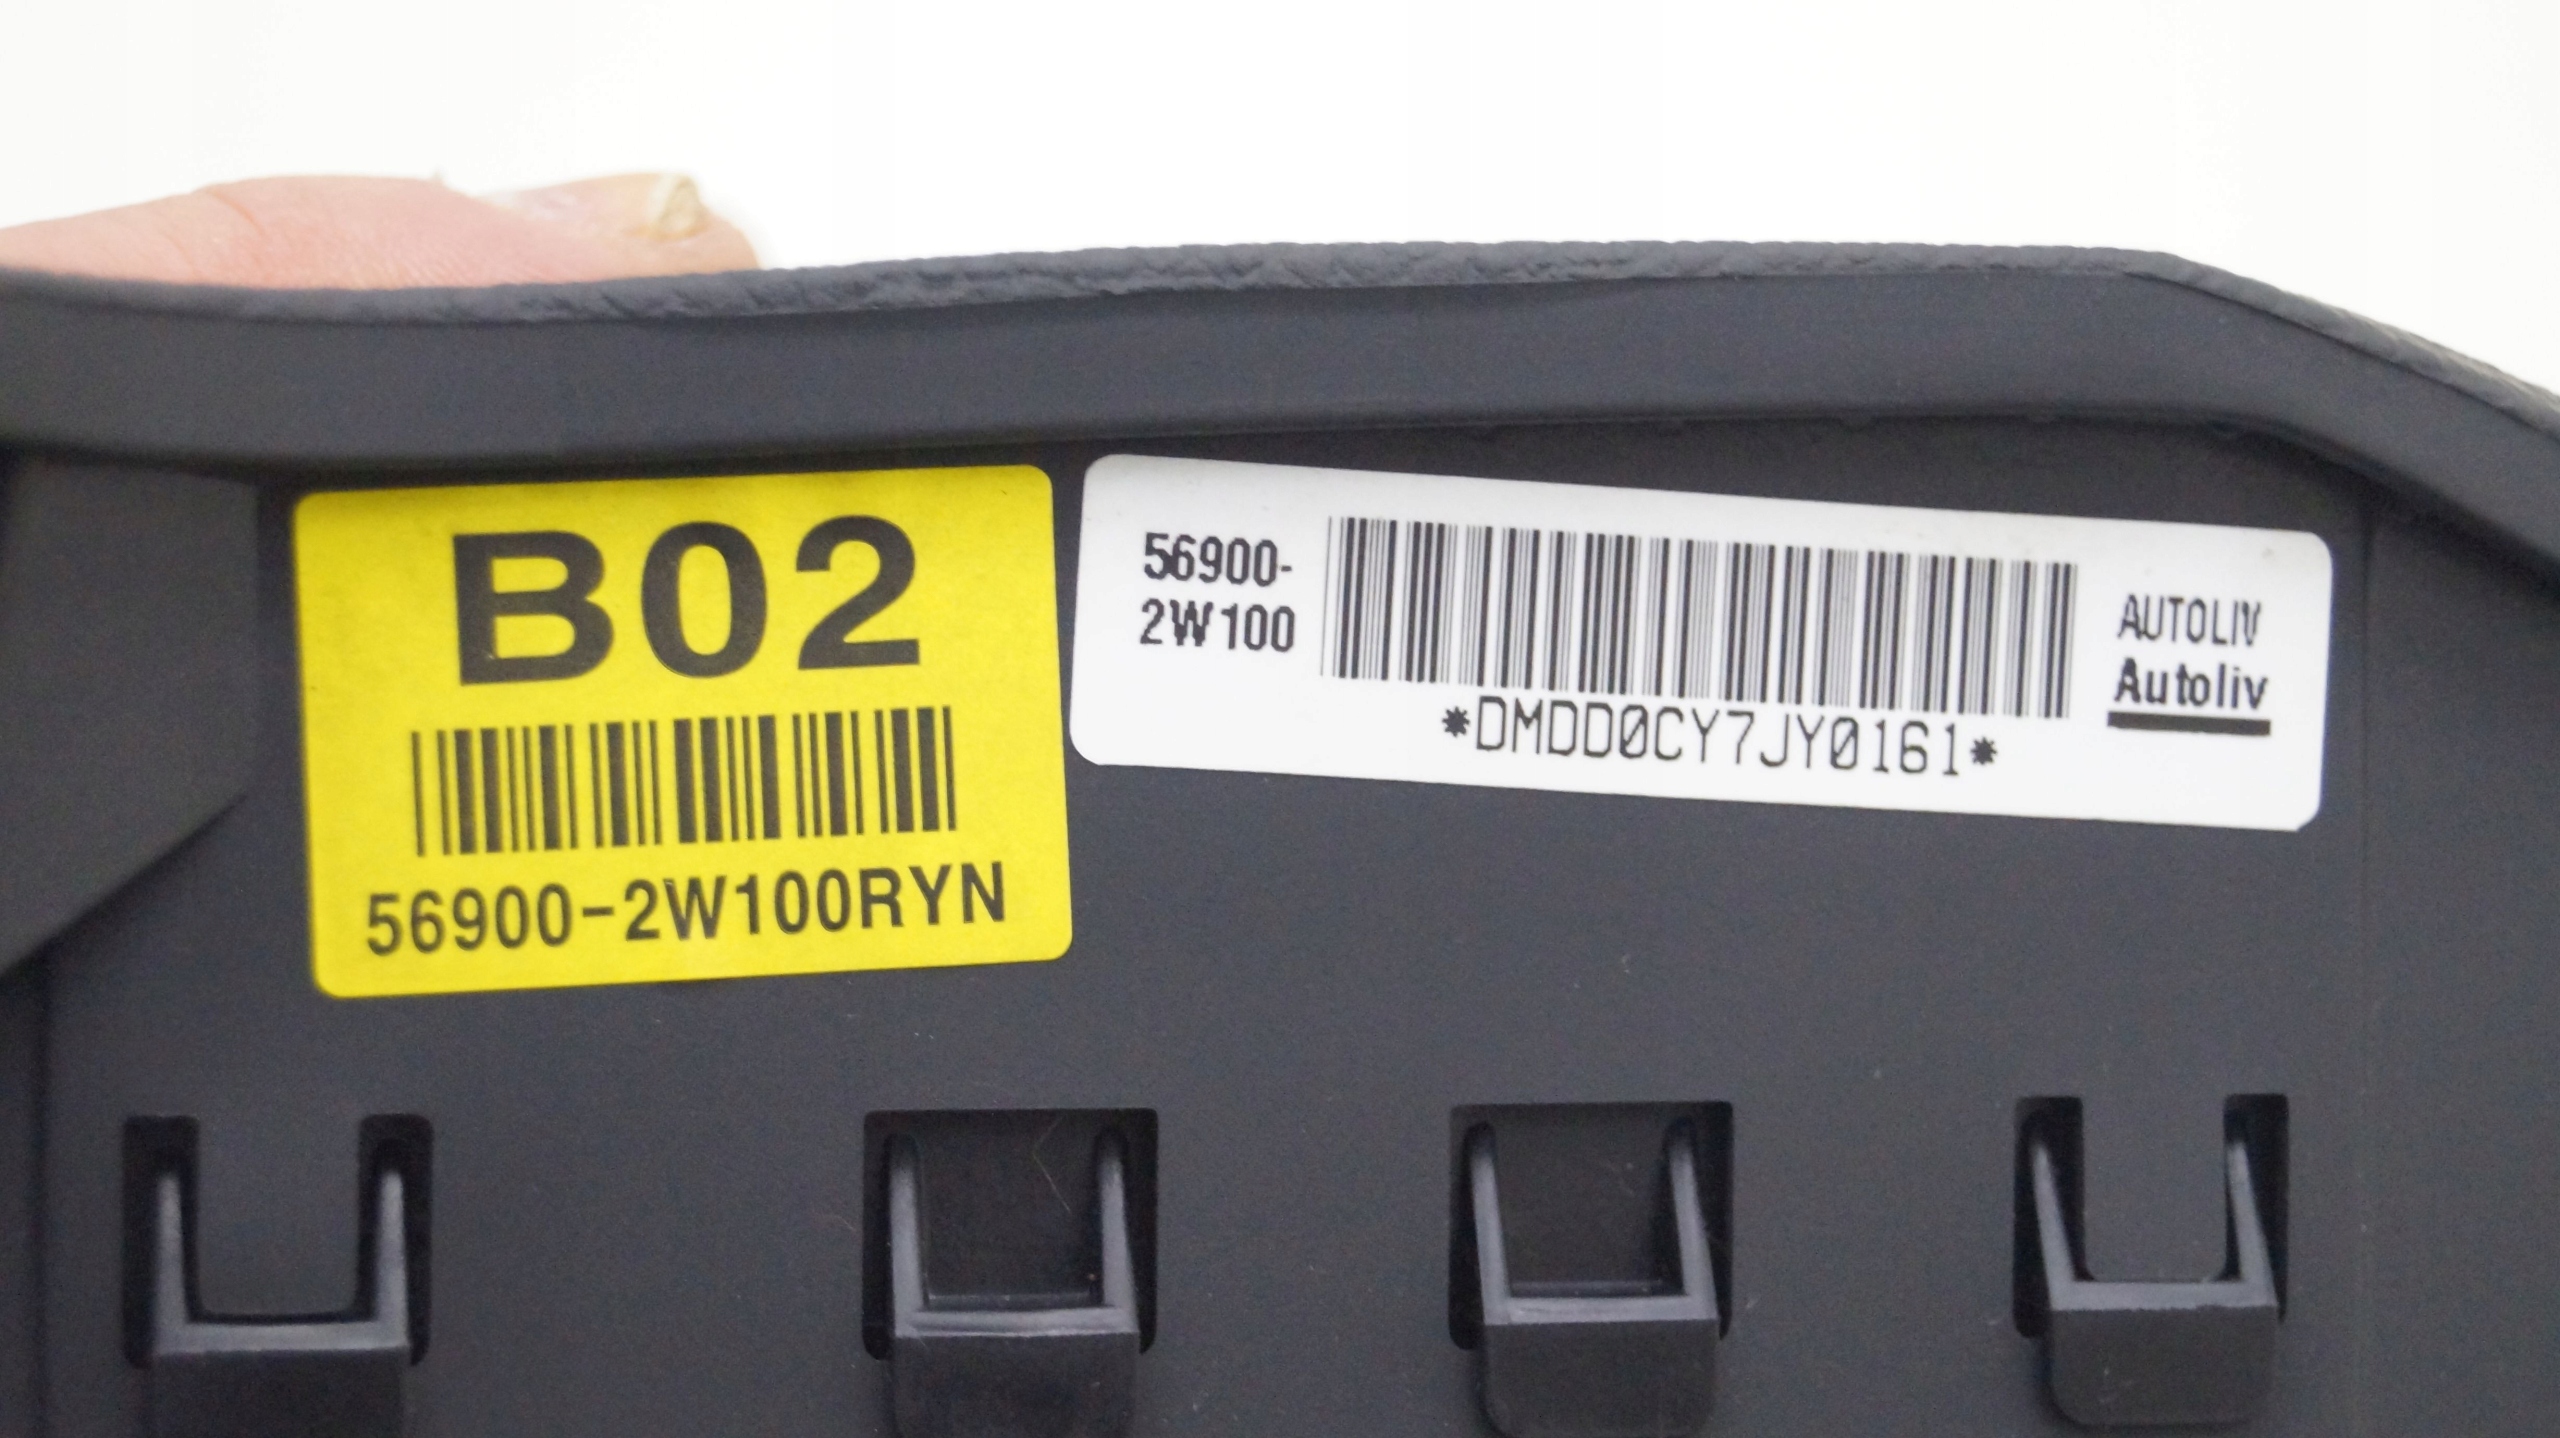 B02
56900-2W100RYN
56900-
2W100
*DMDD0CY7JY0161*
AUTOLIV
Autoliv